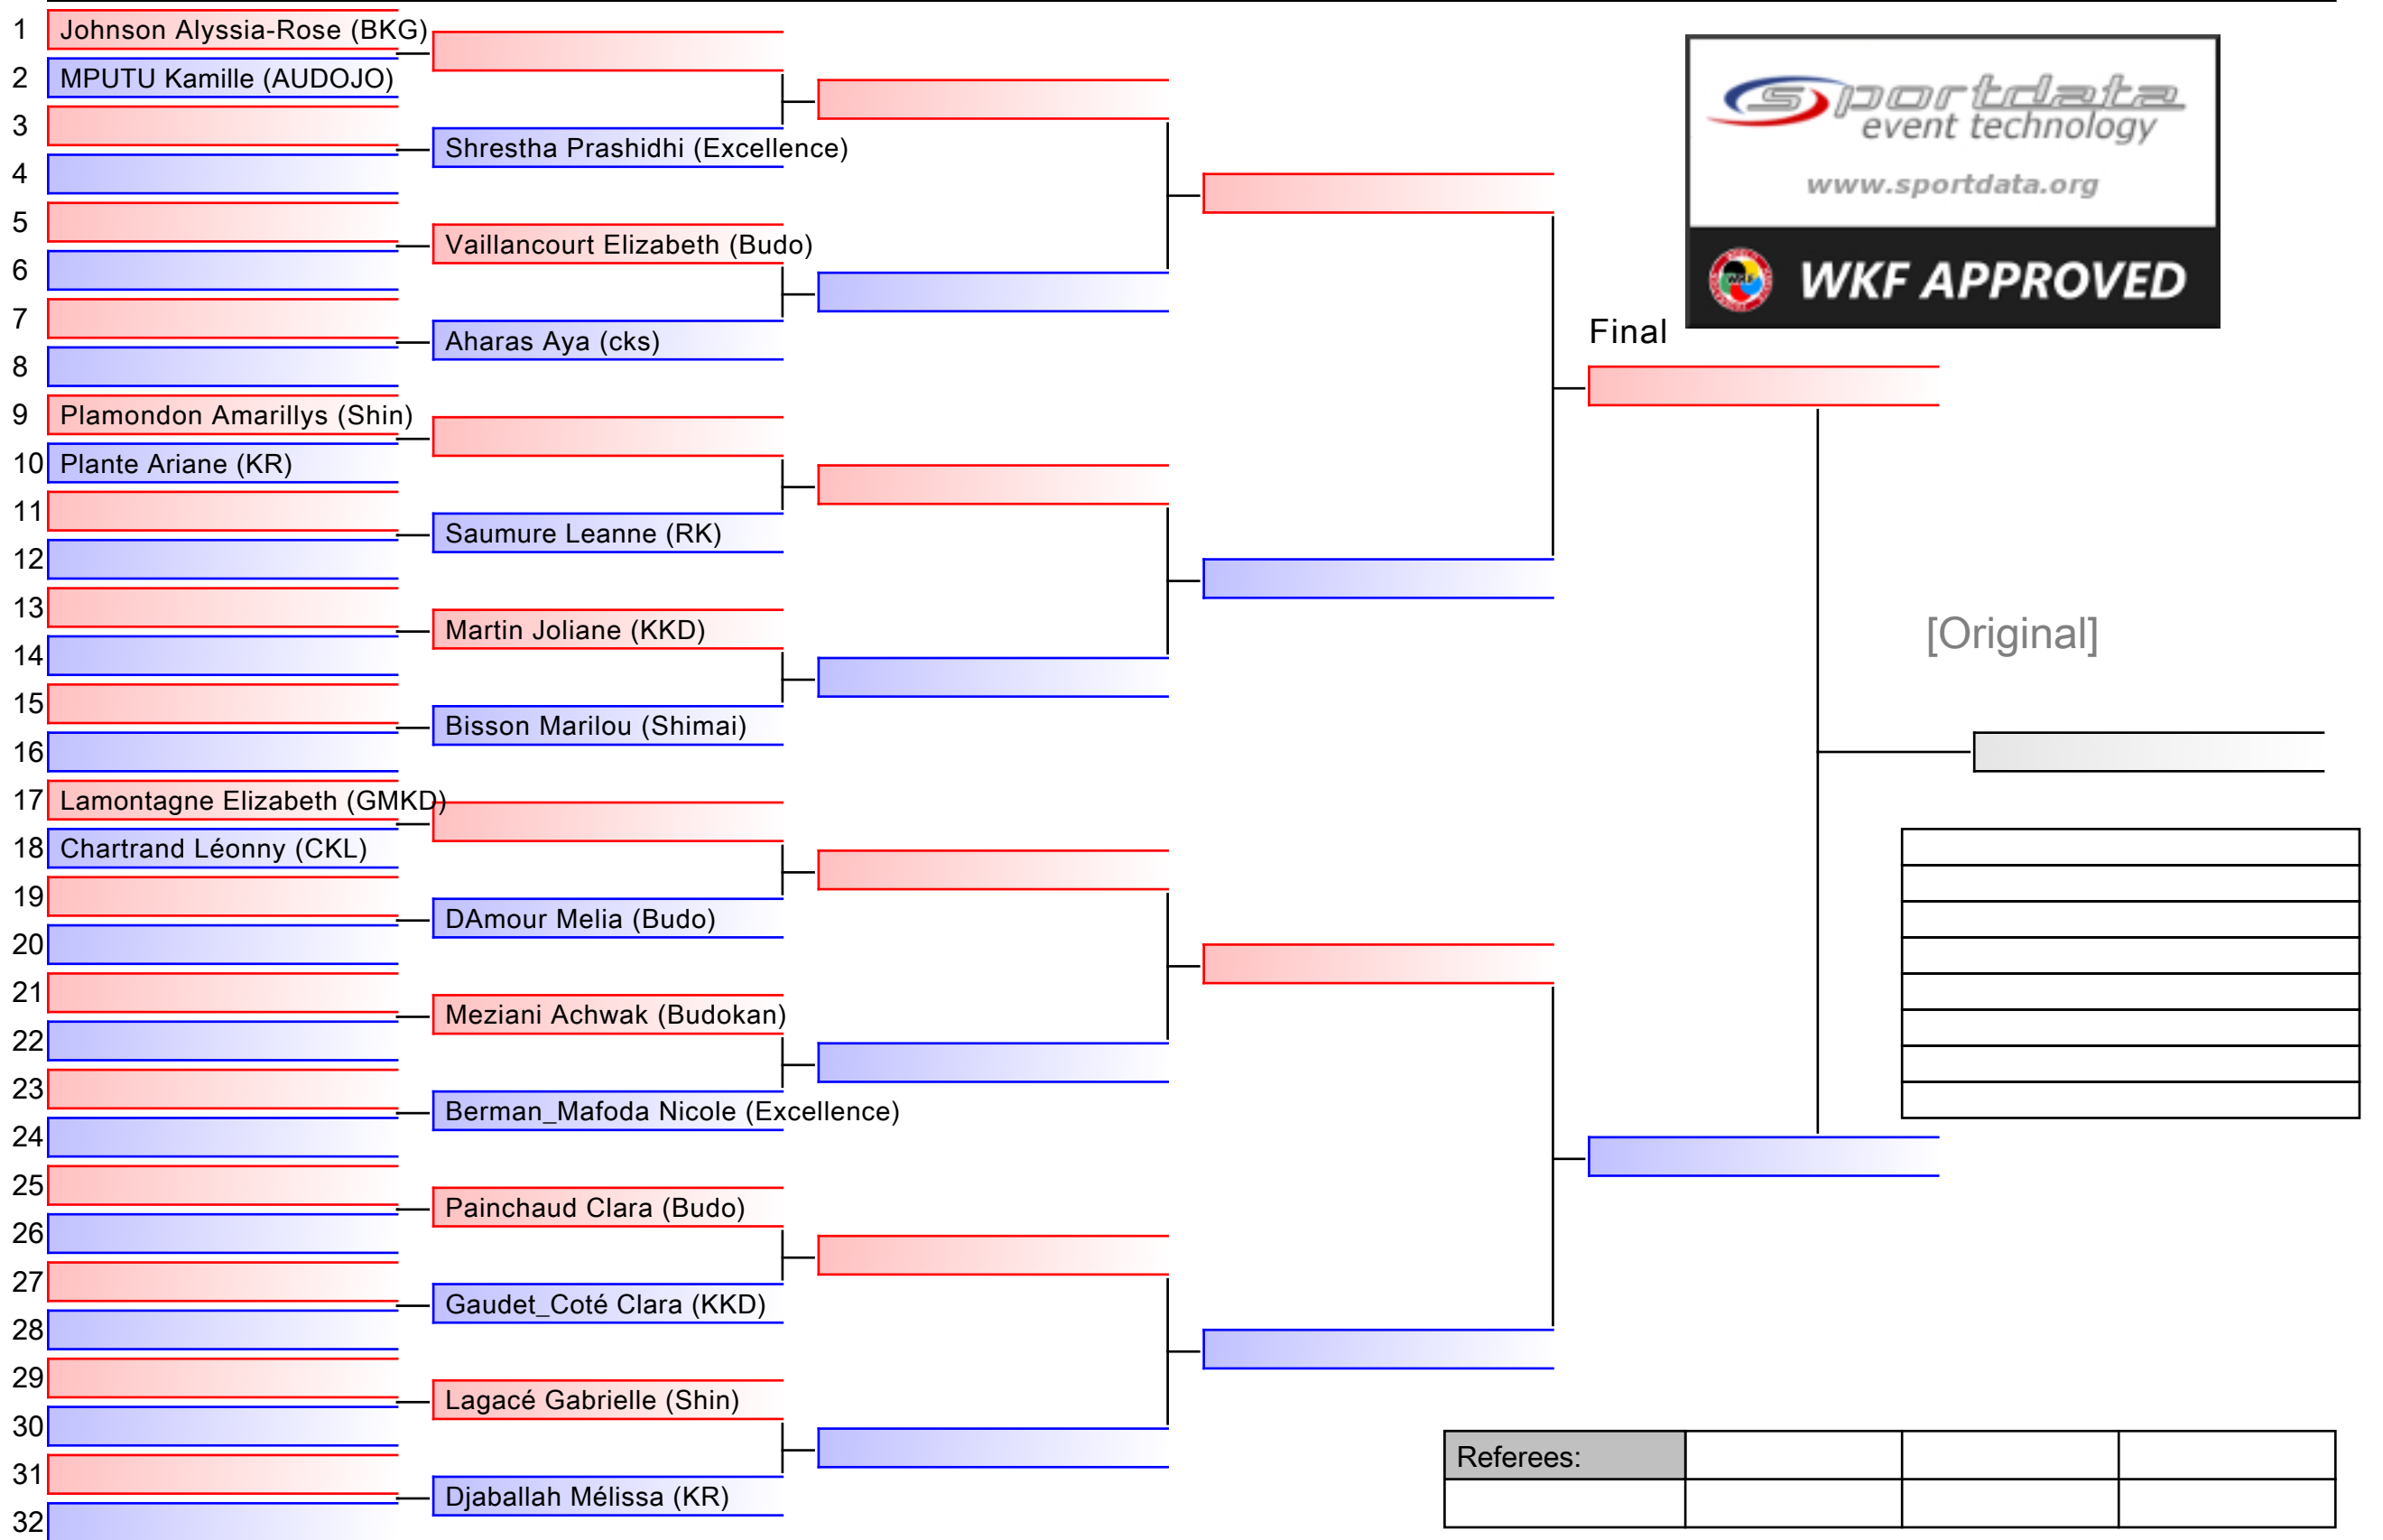 1 Johnson Alyssia-Rose (BKG)
2 MPUTU Kamille (AUDOJO)
3
Shrestha Prashidhi (Excellence)
4
5
Vaillancourt Elizabeth (Budo)
6
7
Aharas Aya (cks)
8
9 Plamondon Amarillys (Shin)
10 Plante Ariane (KR)
11
Saumure Leanne (RK)
12
13
Martin Joliane (KKD)
14
15
Bisson Marilou (Shimai)
16
17 Lamontagne Elizabeth (GMKD)
18 Chartrand Léonny (CKL)
19
DAmour Melia (Budo)
20
21
Meziani Achwak (Budokan)
22
23
Berman_Mafoda Nicole (Excellence)
24
25
Painchaud Clara (Budo)
26
27
Gaudet_Coté Clara (KKD)
28
29
Lagacé Gabrielle (Shin)
30
31
Djaballah Mélissa (KR)
32
sportdata
event technology
www.sportdata.org
WKF APPROVED
Final
[Original]
Referees: